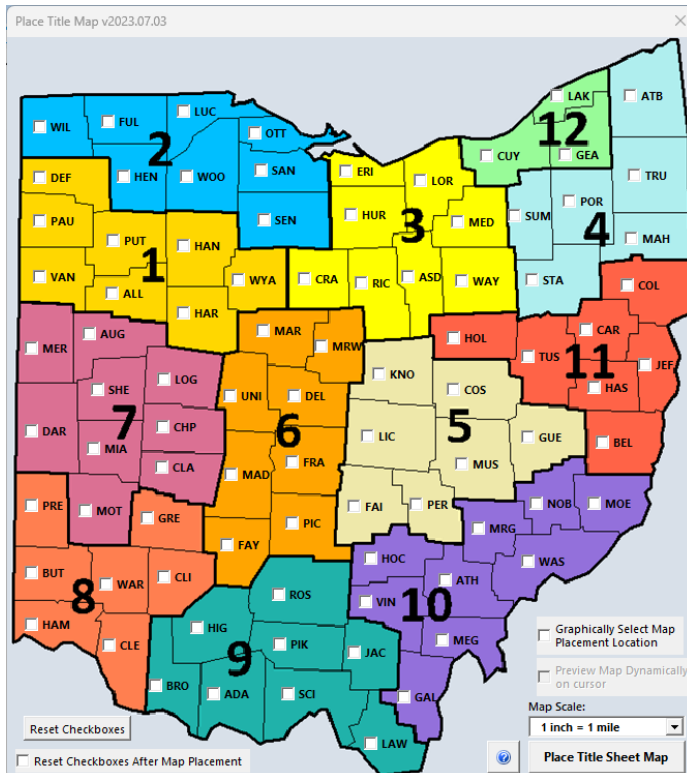 Place Title Map v2023.07.03
LAK
ATB
12
CUY
GEA
WIL
FUL
LUC
OTT
2
HEN
WOO
SAN
SEN
DEF
PAU
PUT
HAN
1
VAN
ALL
HAR
WYA
ERI
LOR
HUR
3
MED
CRA
RIC
ASD
WAY
TRU
SUM
POR
4
MAH
STA
COL
HOL
TUS
CAR
11
JEF
HAS
BEL
MER
AUG
SHE
LOG
7
DAR
MIA
CHP
CLA
MOT
MAR
MRW
UNI
DEL
6
MAD
FRA
FAY
PIC
KNO
COS
LIC
5
MUS
GUE
FAI
PER
PRE
GRE
BUT
WAR
CLI
8
HAM
CLE
NOB
MOE
MRG
WAS
HOC
ATH
VIN
10
MEG
GAL
ROS
HIG
PIK
JAC
9
BRO
ADA
SCI
LAW
Graphically Select Map
Placement Location
Preview Map Dynamically
on cursor
Map Scale:
1 inch = 1 mile
Reset Checkboxes
Reset Checkboxes After Map Placement
?
Place Title Sheet Map